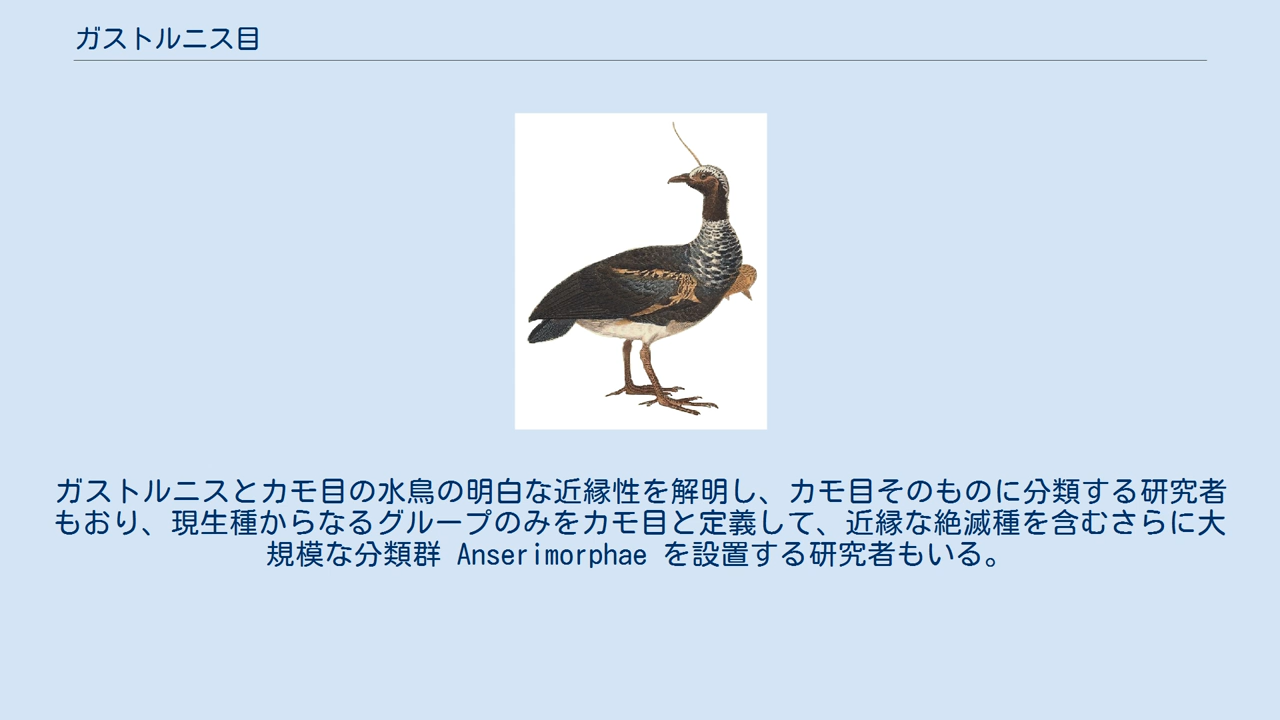 ガストルニス目
ガストルニスとカモ目の水鳥の明白な近縁性を解明し、カモ目そのものに分類する研究者
もおり、現生種からなるグループのみをカモ目と定義して、近縁な絶滅種を含むさらに大
規模な分類群 Anserimorphae を設置する研究者もいる。